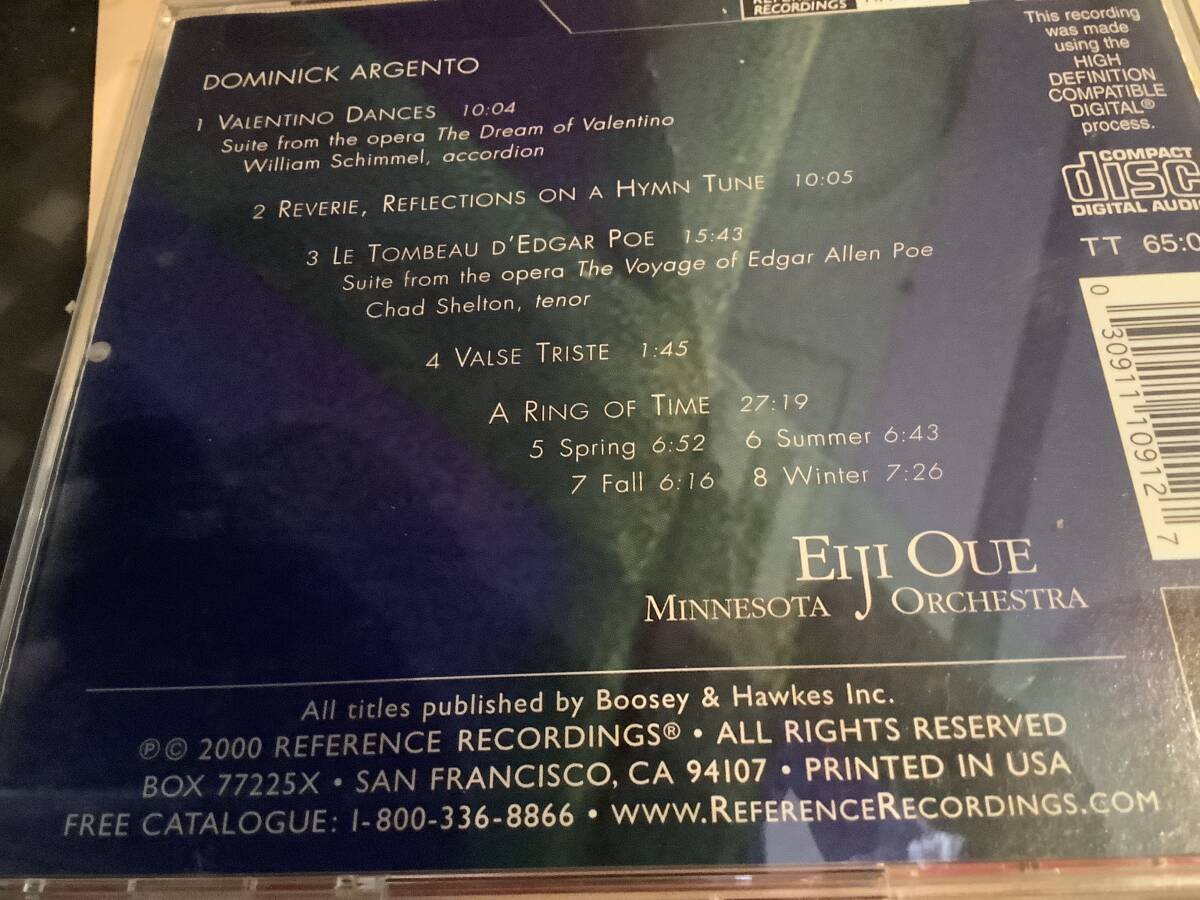 RECORDINGS
This recording
was made
using the
HIGH
DEFINITION
COMPATIBLE
DIGITAL®
process.
COMPACT
disc
DIGITAL AUDIO
TT 65:0
DOMINICK ARGENTO
1 VALENTINO DANCES 10:04
Suite from the opera The Dream of Valentino
William Schimmel, accordion
2 REVERIE, REFLECTIONS ON A HYMN TUNE 10:05
3 LE TOMBEAU D'EDGAR POE 15:43
Suite from the opera The Voyage of Edgar Allen Poe
Chad Shelton, tenor
4 VALSE TRISTE 1:45
A RING OF TIME 27:19
5 Spring 6:52 6 Summer 6:43
7 Fall 6:16 8 Winter 7:26
0 30911 10912 7
EIJI OUE
MINNESOTA ORCHESTRA
All titles published by Boosey & Hawkes Inc.
℗© 2000 REFERENCE RECORDINGS® • ALL RIGHTS RESERVED
BOX 77225X • SAN FRANCISCO, CA 94107 • PRINTED IN USA
FREE CATALOGUE: 1-800-336-8866 • WWW.REFERENCERECORDINGS.COM